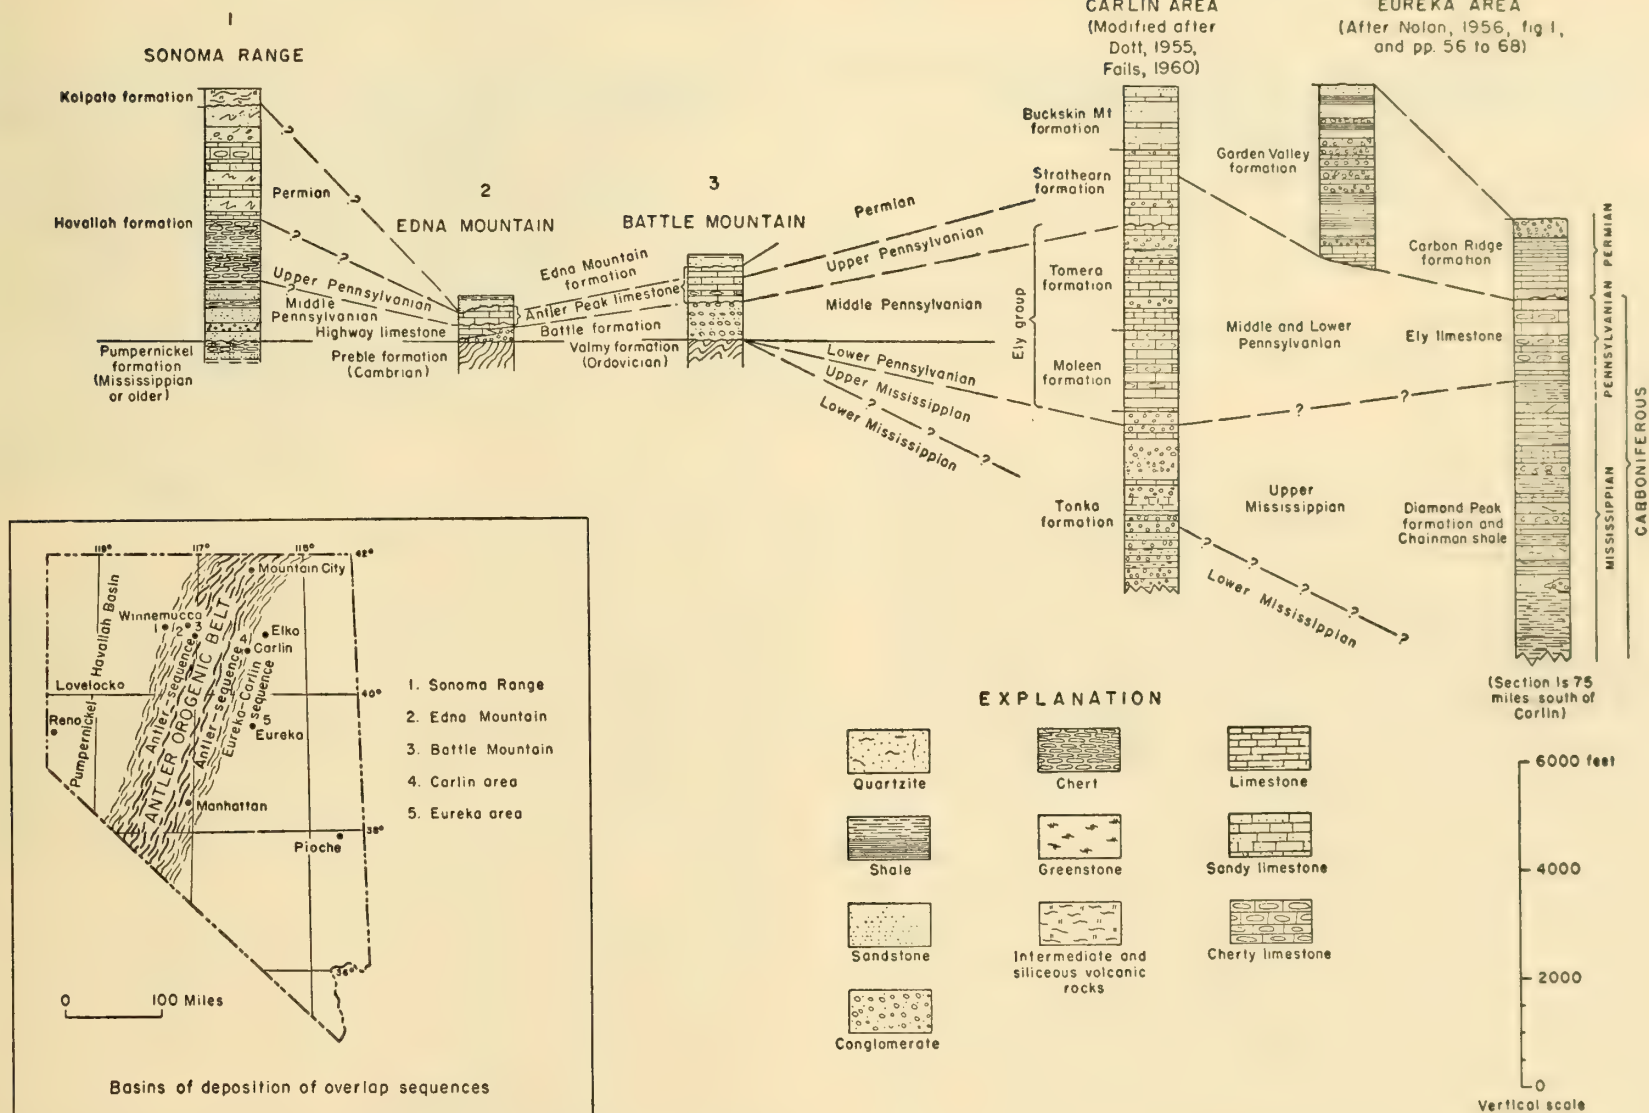 1
SONOMA RANGE
Koipato formation
Permian
Havallah formation
Upper Pennsylvanian
Middle
Pennsylvanian
Highway limestone
Pumpernickel
formation
(Mississippian
or older)
Preble formation
(Cambrian)
2
EDNA MOUNTAIN
Edna Mountain
formation
Antler Peak limestone
Battle formation
Valmy formation
(Ordovician)
3
BATTLE MOUNTAIN
Permian
Upper Pennsylvanian
Middle Pennsylvanian
Lower Pennsylvanian
Upper Mississippian
Lower Mississippian
CARLIN AREA
(Modified after
Dott, 1955,
Fails, 1960)
Buckskin Mt
formation
Strathearn
formation
Ely group
Tomera
formation
Moleen
formation
Tonka
formation
EUREKA AREA
(After Nolan, 1956, fig 1,
and pp. 56 to 68)
Garden Valley
formation
Carbon Ridge
formation
Middle and Lower
Pennsylvanian
Ely limestone
Upper
Mississippian
Diamond Peak
formation and
Chainman shale
Lower Mississippian
PERMIAN
PENNSYLVANIAN
MISSISSIPPIAN
CARBONIFEROUS
(Section is 75
miles south of
Carlin)
119°
117°
115°
42°
Mountain City
Havallah Basin
Winnemucca
1
2
3
4
Elko
Carlin
Lovelock
40°
Reno
Pumpernickel
Antler sequence
ANTLER OROGENIC BELT
Antler sequence
Eureka-Carlin
sequence
5
Eureka
Manhattan
38°
Pioche
36°
0 100 Miles
1. Sonoma Range
2. Edna Mountain
3. Battle Mountain
4. Carlin area
5. Eureka area
Basins of deposition of overlap sequences
EXPLANATION
Quartzite
Chert
Limestone
Shale
Greenstone
Sandy limestone
Sandstone
Intermediate and
siliceous volcanic
rocks
Cherty limestone
Conglomerate
6000 feet
4000
2000
0
Vertical scale